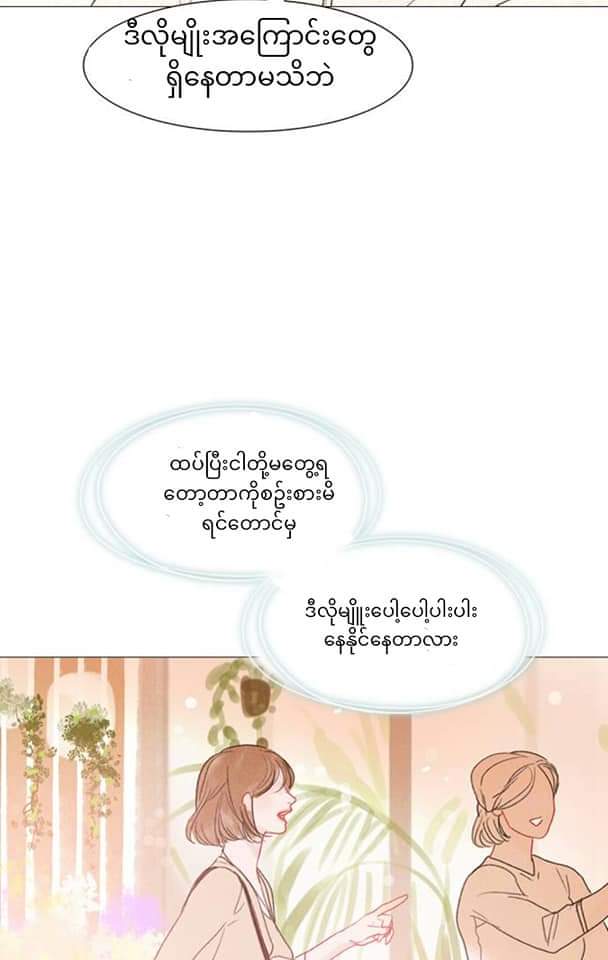 ဒီလိုမျိုးအကြောင်းတွေ
ရှိနေတာမသိဘဲ
ထပ်ပြီးငါတို့မတွေ့ရ
တော့တာကိုစဥ်းစားမိ
ရင်တောင်မှ
ဒီလိုမျိူးပေါ့ပေါ့ပါးပါး
နေနိုင်နေတာလား